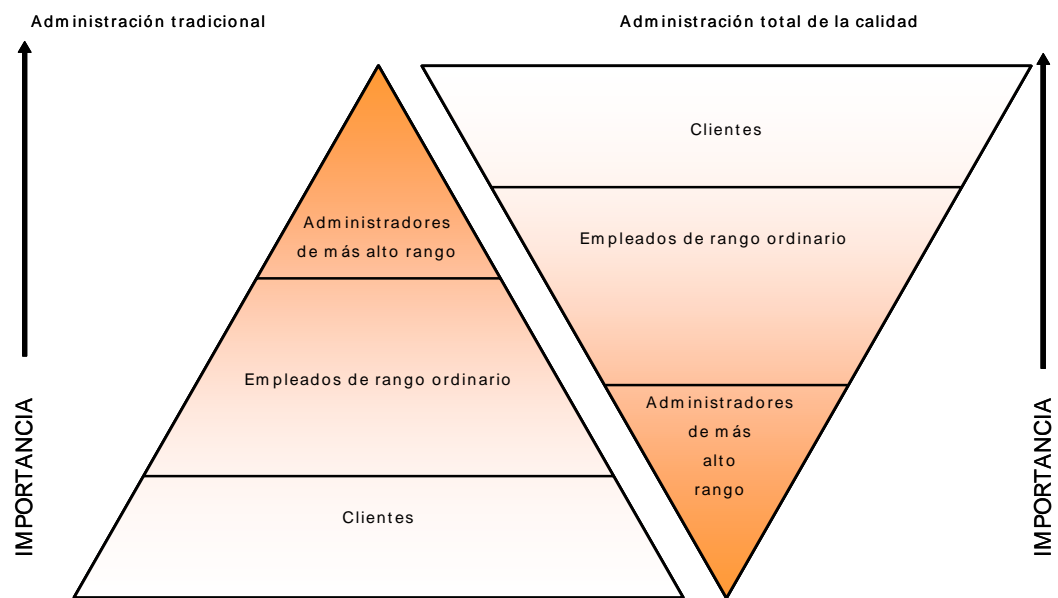 Administración tradicional
Administración total de la calidad
Administradores
de más alto rango
Empleados de rango ordinario
Clientes
IMPORTANCIA
Clientes
Empleados de rango ordinario
Administradores
de más
alto
rango
IMPORTANCIA